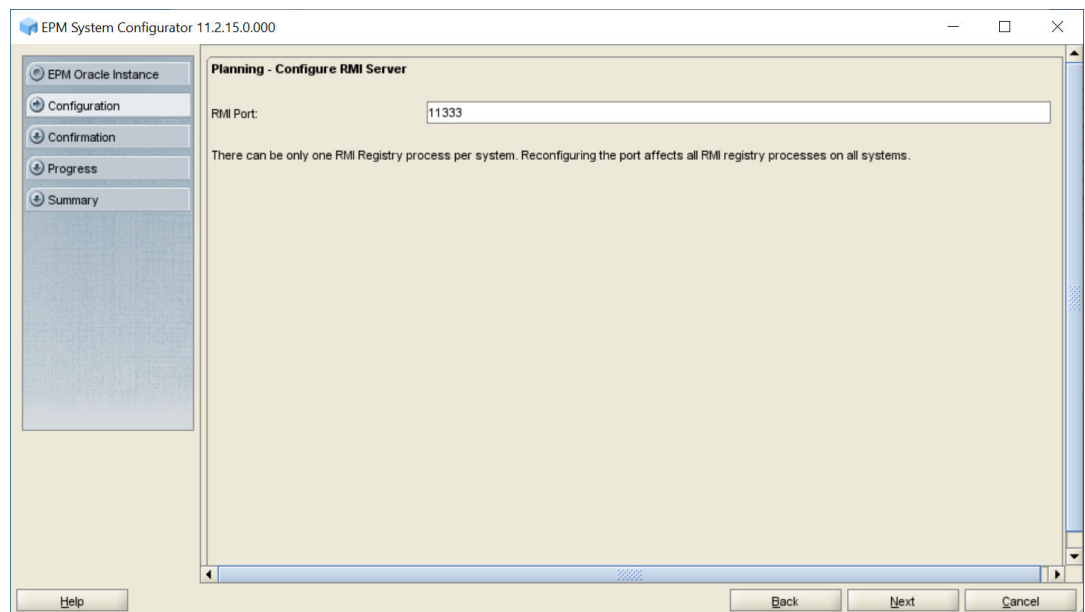 EPM System Configurator 11.2.15.0.000
EPM Oracle Instance
Configuration
Confirmation
Progress
Summary
Planning - Configure RMI Server
RMI Port:
11333
There can be only one RMI Registry process per system. Reconfiguring the port affects all RMI registry processes on all systems.
Help
Back
Next
Cancel